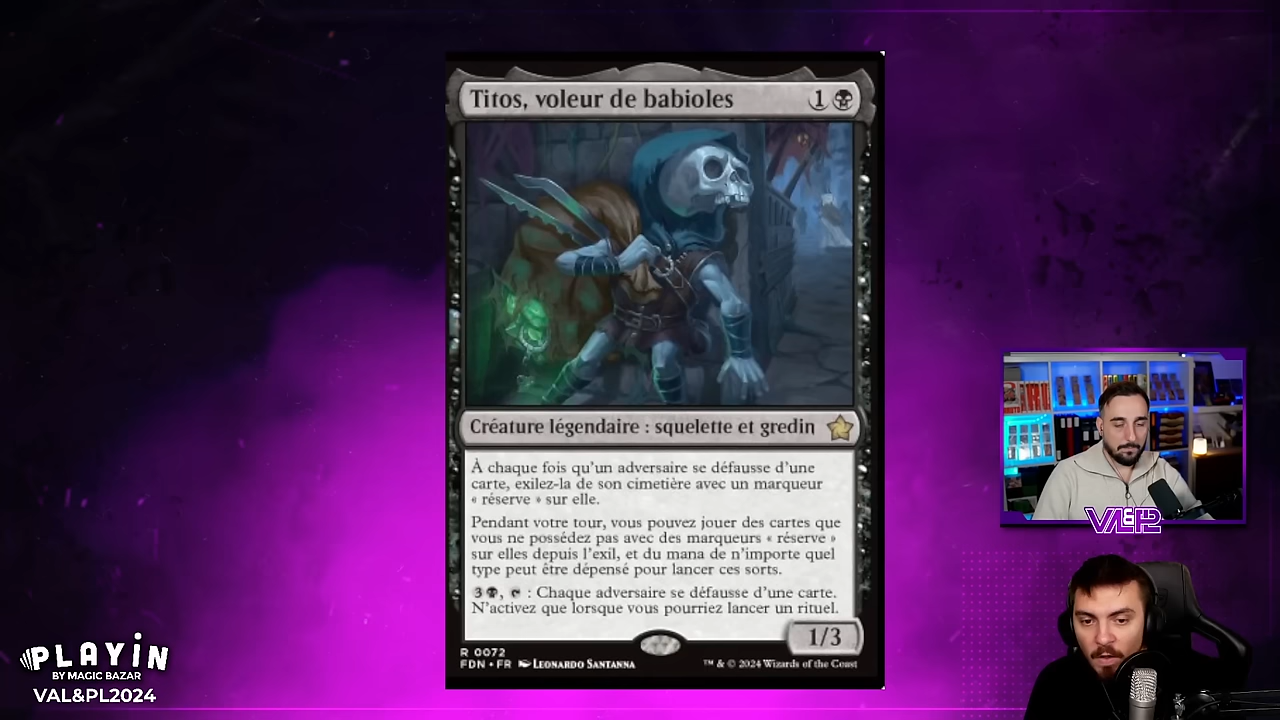 Titos, voleur de babioles 1
Créature légendaire : squelette et gredin
À chaque fois qu'un adversaire se défausse d'une
carte, exilez-la de son cimetière avec un marqueur
« réserve » sur elle.
Pendant votre tour, vous pouvez jouer des cartes que
vous ne possédez pas avec des marqueurs « réserve »
sur elles depuis l'exil, et du mana de n'importe quel
type peut être dépensé pour lancer ces sorts.
3, : Chaque adversaire se défausse d'une carte.
N'activez que lorsque vous pourriez lancer un rituel.
1/3
R 0072
FDN • FR Leonardo Santanna
™ & © 2024 Wizards of the Coast
VAL&PL
PLAYIN
BY MAGIC BAZAR
VAL&PL2024